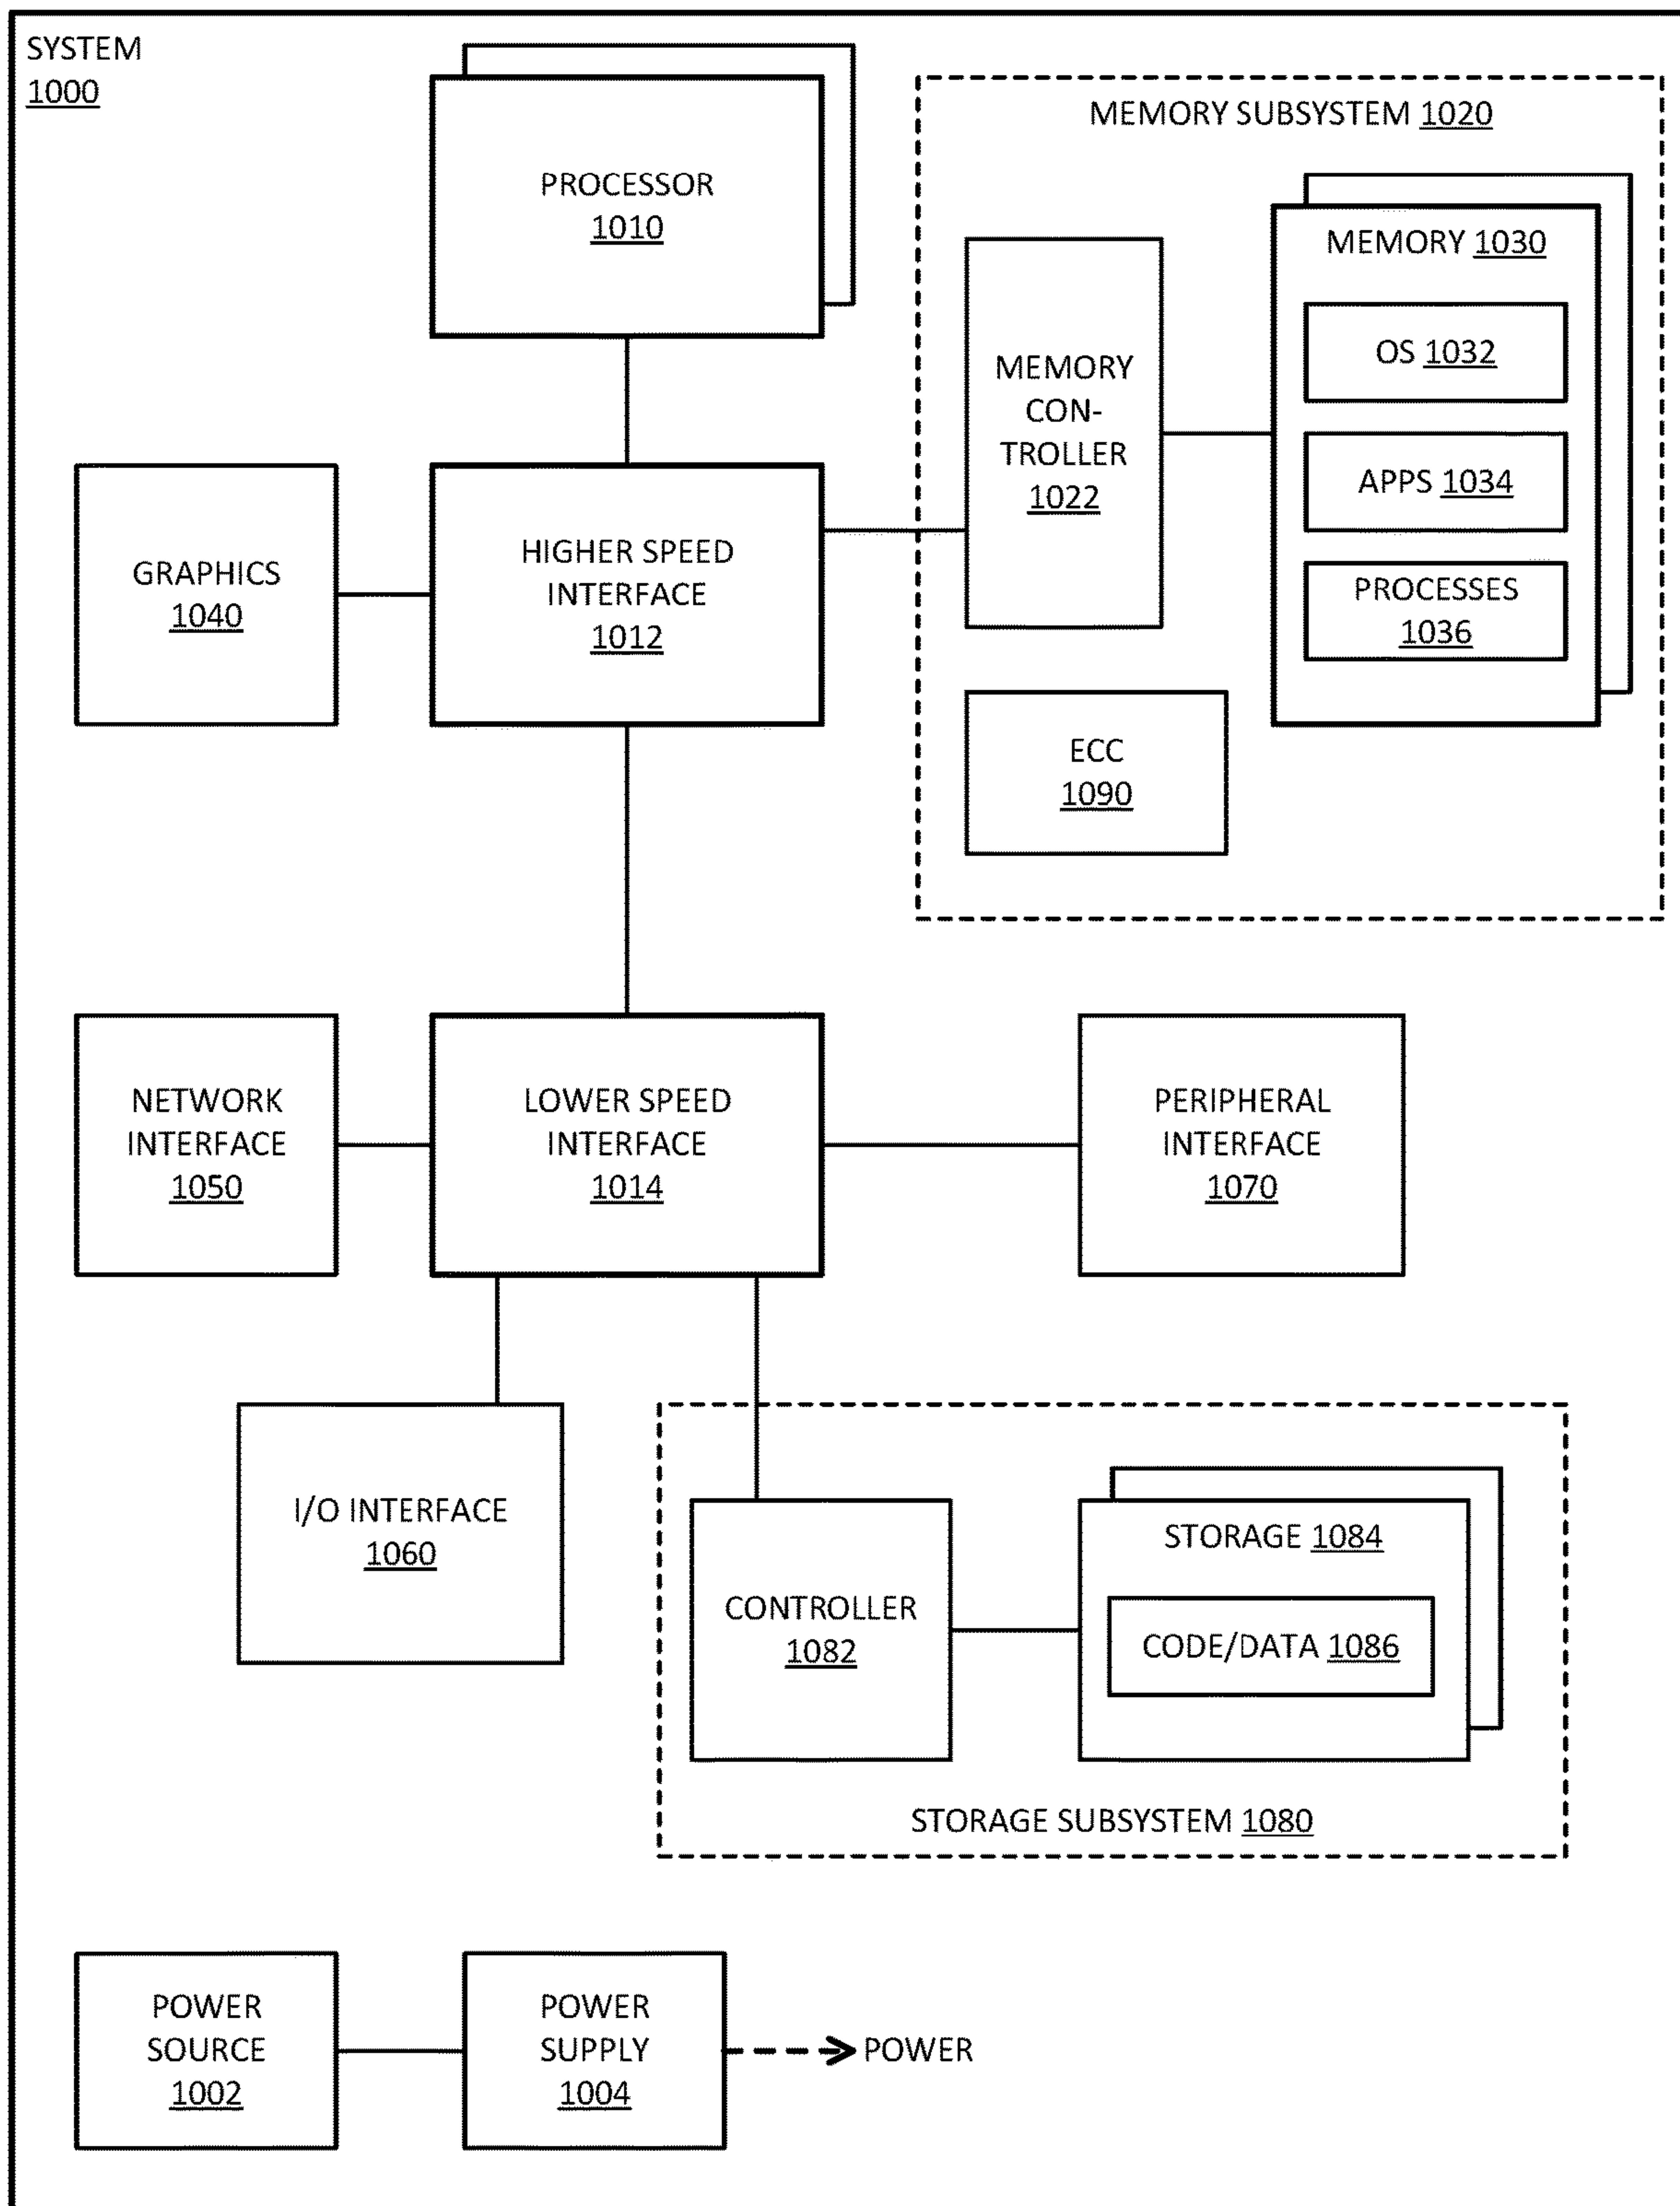 SYSTEM
1000
PROCESSOR
1010
MEMORY SUBSYSTEM 1020
MEMORY
CON-
TROLLER
1022
MEMORY 1030
OS 1032
APPS 1034
PROCESSES
1036
ECC
1090
GRAPHICS
1040
HIGHER SPEED
INTERFACE
1012
NETWORK
INTERFACE
1050
LOWER SPEED
INTERFACE
1014
PERIPHERAL
INTERFACE
1070
I/O INTERFACE
1060
CONTROLLER
1082
STORAGE 1084
CODE/DATA 1086
STORAGE SUBSYSTEM 1080
POWER
SOURCE
1002
POWER
SUPPLY
1004
POWER